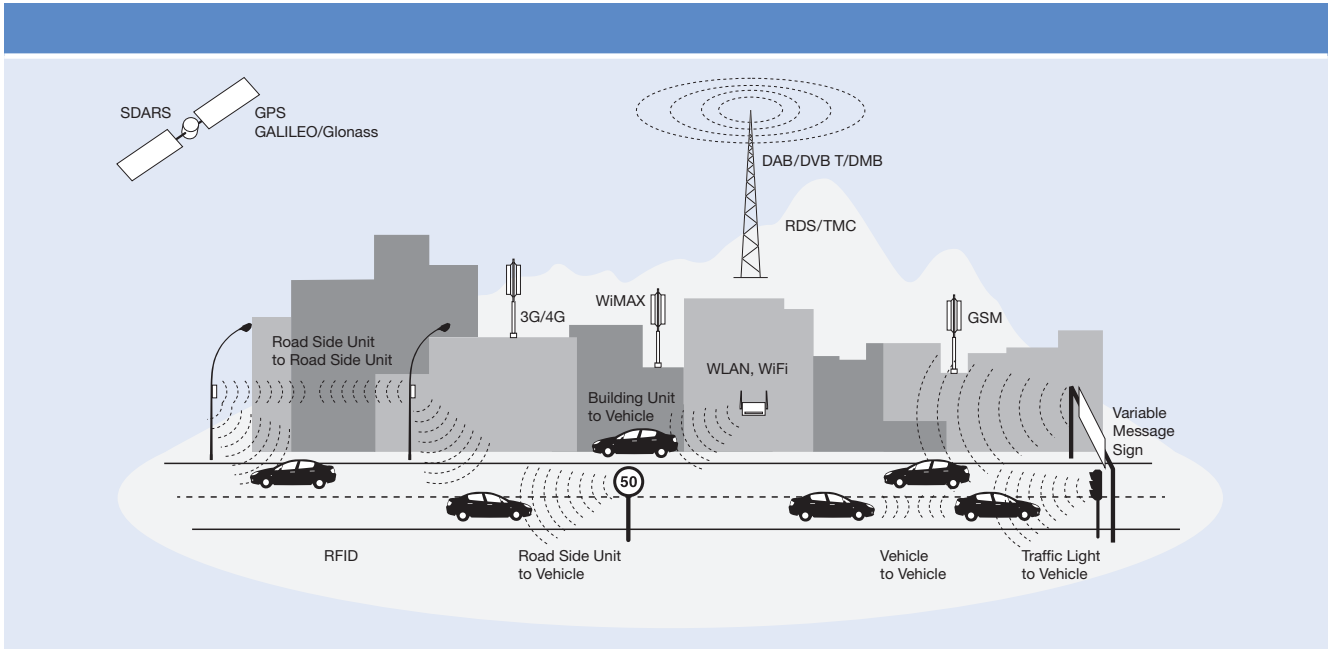 SDARS
GPS
GALILEO/Glonass
DAB/DVB T/DMB
RDS/TMC
3G/4G
WiMAX
GSM
Road Side Unit
to Road Side Unit
WLAN, WiFi
Building Unit
to Vehicle
Variable
Message
Sign
50
RFID
Road Side Unit
to Vehicle
Vehicle
to Vehicle
Traffic Light
to Vehicle